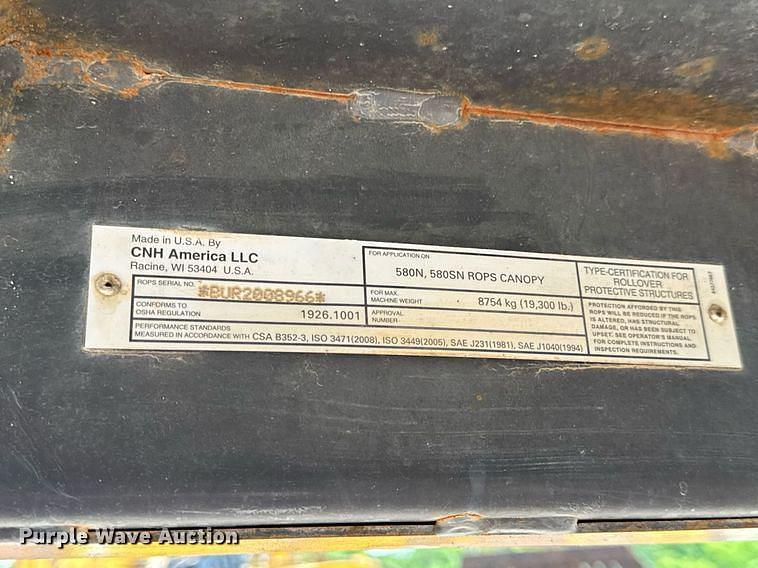 Made in U.S.A. By
CNH America LLC
Racine, WI 53404 U.S.A.
FOR APPLICATION ON
580N, 580SN ROPS CANOPY
TYPE-CERTIFICATION FOR
ROLLOVER
PROTECTIVE STRUCTURES
ROPS SERIAL NO.
*BUR2008966*
FOR MAX.
MACHINE WEIGHT
8754 kg (19,300 lb.)
CONFORMS TO
OSHA REGULATION
1926.1001
APPROVAL
NUMBER
PERFORMANCE STANDARDS
MEASURED IN ACCORDANCE WITH CSA B352-3, ISO 3471(2008), ISO 3449(2005), SAE J231(1981), SAE J1040(1994)
PROTECTION AFFORDED BY THIS
ROPS WILL BE REDUCED IF THE ROPS
IS ALTERED, HAS STRUCTURAL
DAMAGE, OR HAS BEEN SUBJECT TO
UPSET. SEE OPERATOR'S MANUAL
FOR COMPLETE INSTRUCTIONS AND
INSPECTION REQUIREMENTS.
Purple Wave Auction